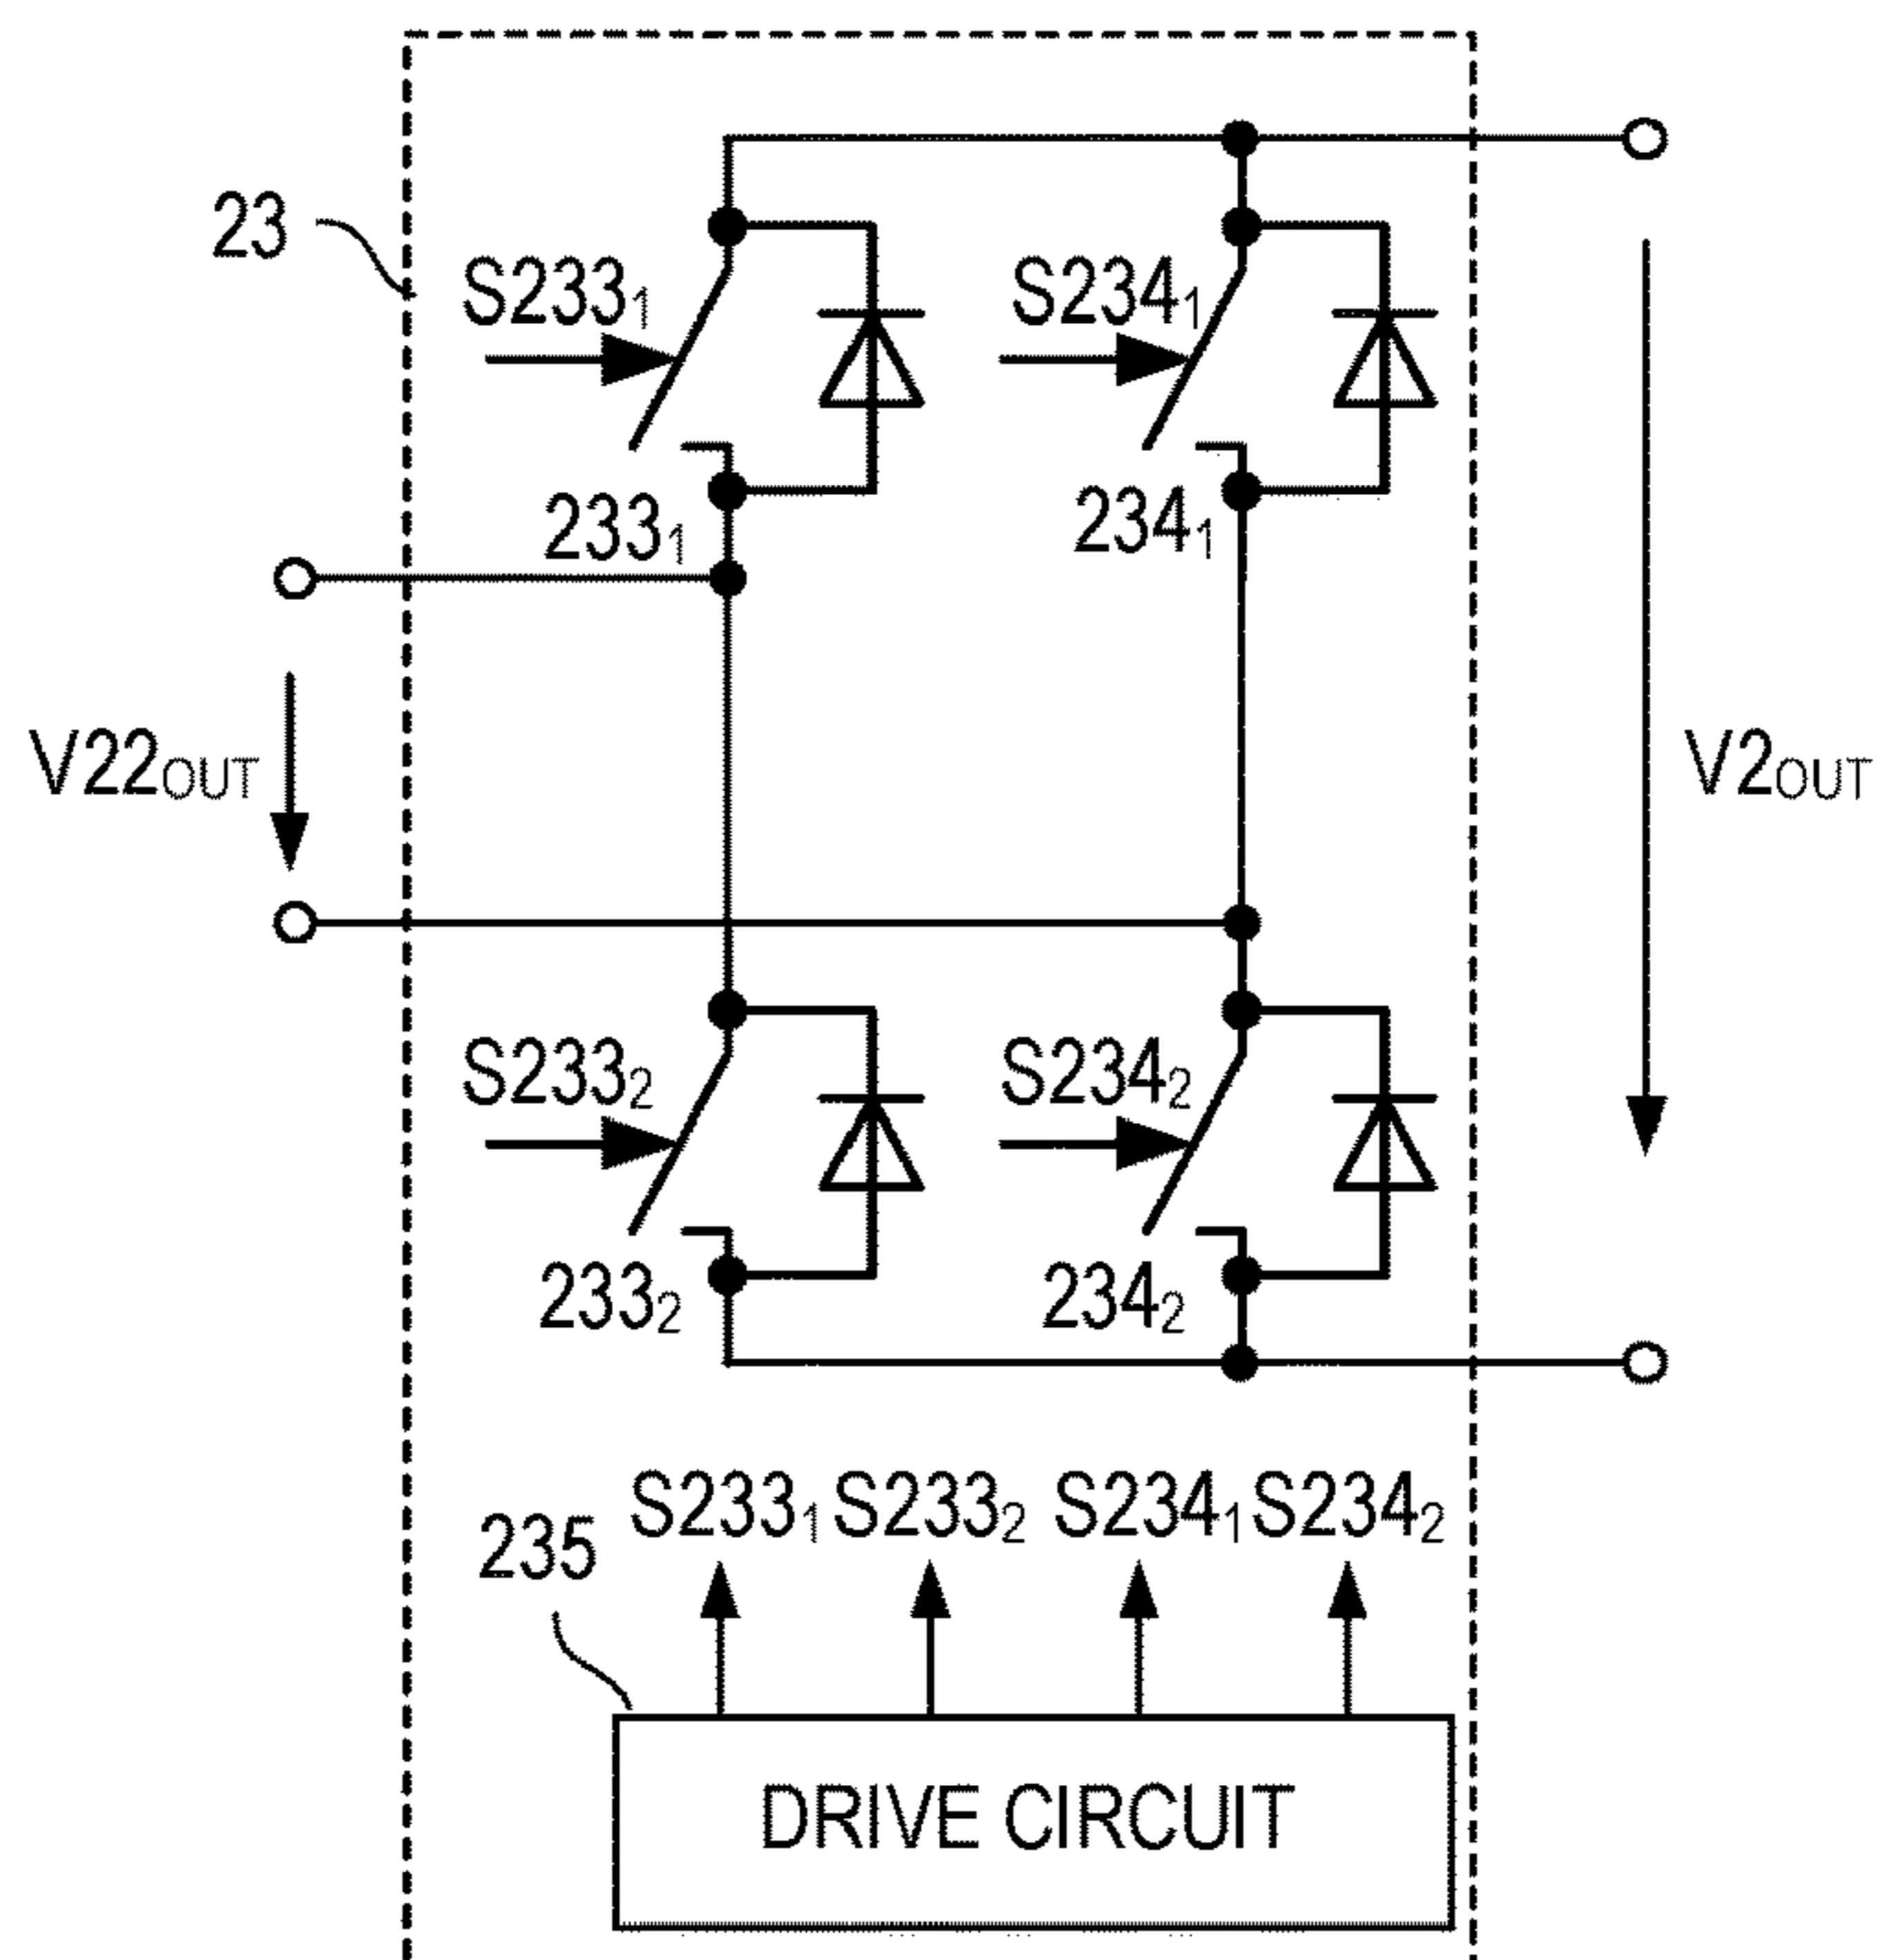 23
S233₁
S234₁
233₁
234₁
V22OUT
V2OUT
S233₂
S234₂
233₂
234₂
S233₁ S233₂ S234₁ S234₂
235
DRIVE CIRCUIT